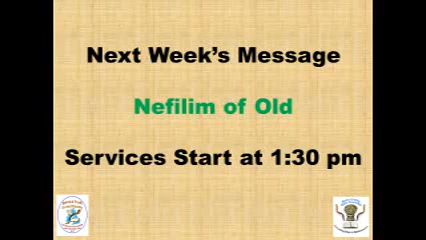 Next Week's Message
Nefilim of Old
Services Start at 1:30 pm